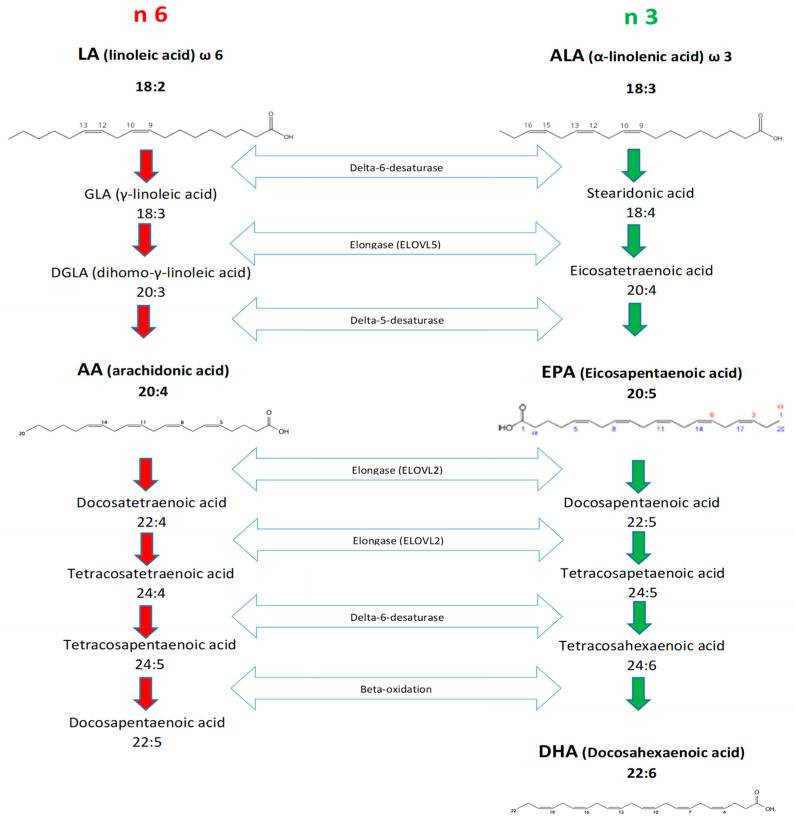 n 6
n 3
LA (linoleic acid) ω 6
ALA (α-linolenic acid) ω 3
18:2
18:3
13 12 10 9
O
OH
16 15 13 12 10 9
O
OH
Delta-6-desaturase
GLA (γ-linoleic acid)
18:3
Stearidonic acid
18:4
Elongase (ELOVL5)
DGLA (dihomo-γ-linoleic acid)
20:3
Eicosatetraenoic acid
20:4
Delta-5-desaturase
AA (arachidonic acid)
20:4
EPA (Eicosapentaenoic acid)
20:5
20 14 11 8 5
O
OH
O
HO 1 α 5 8 11 14 17 20
6 3 ω 1
Elongase (ELOVL2)
Docosatetraenoic acid
22:4
Docosapentaenoic acid
22:5
Elongase (ELOVL2)
Tetracosatetraenoic acid
24:4
Tetracosapetaenoic acid
24:5
Delta-6-desaturase
Tetracosapentaenoic acid
24:5
Tetracosahexaenoic acid
24:6
Beta-oxidation
Docosapentaenoic acid
22:5
DHA (Docosahexaenoic acid)
22:6
22 19 16 13 10 7 4
O
OH